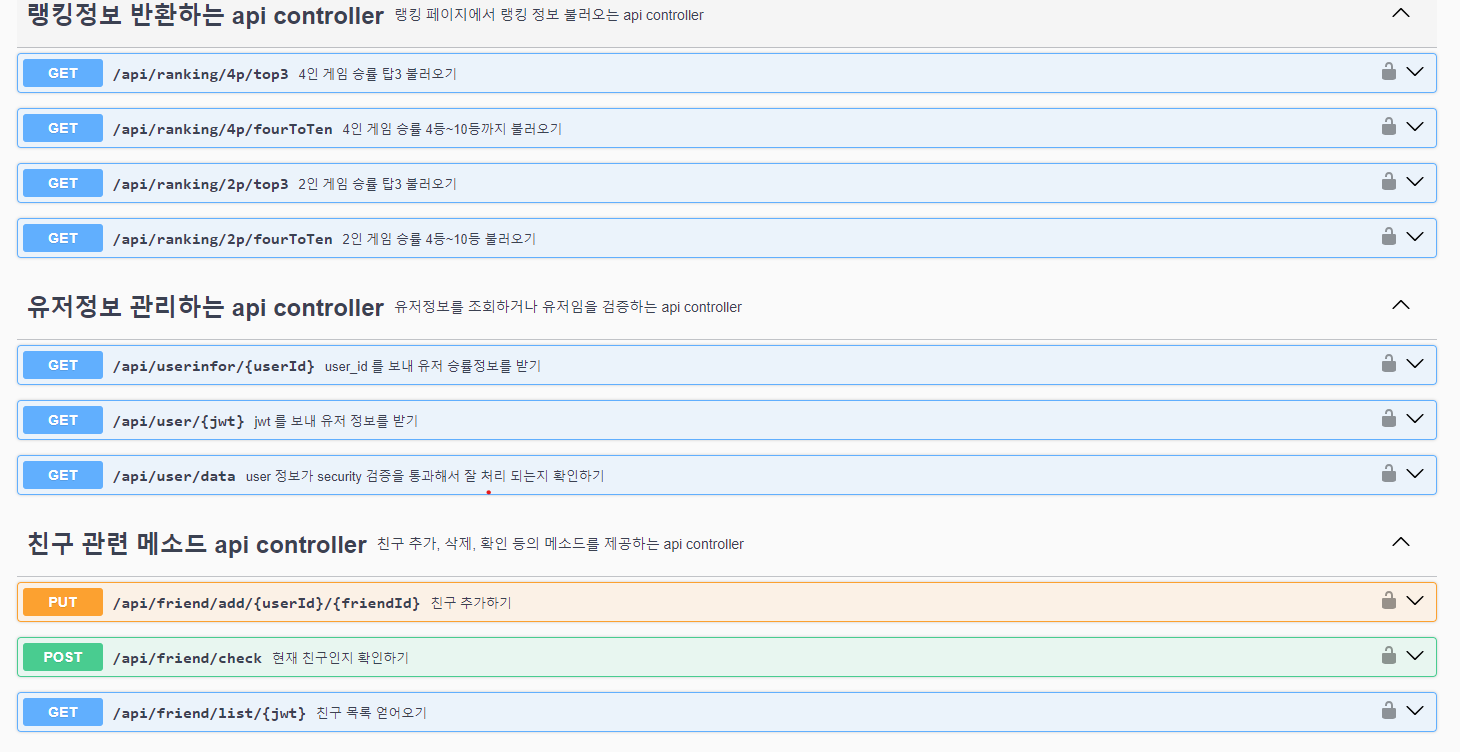 랭킹정보 반환하는 api controller 랭킹 페이지에서 랭킹 정보 불러오는 api controller
GET /api/ranking/4p/top3 4인 게임 승률 탑3 불러오기
GET /api/ranking/4p/fourToTen 4인 게임 승률 4등~10등까지 불러오기
GET /api/ranking/2p/top3 2인 게임 승률 탑3 불러오기
GET /api/ranking/2p/fourToTen 2인 게임 승률 4등~10등 불러오기
유저정보 관리하는 api controller 유저정보를 조회하거나 유저임을 검증하는 api controller
GET /api/userinfor/{userId} user_id 를 보내 유저 승률정보를 받기
GET /api/user/{jwt} jwt 를 보내 유저 정보를 받기
GET /api/user/data user 정보가 security 검증을 통과해서 잘 처리 되는지 확인하기
친구 관련 메소드 api controller 친구 추가, 삭제, 확인 등의 메소드를 제공하는 api controller
PUT /api/friend/add/{userId}/{friendId} 친구 추가하기
POST /api/friend/check 현재 친구인지 확인하기
GET /api/friend/list/{jwt} 친구 목록 얻어오기